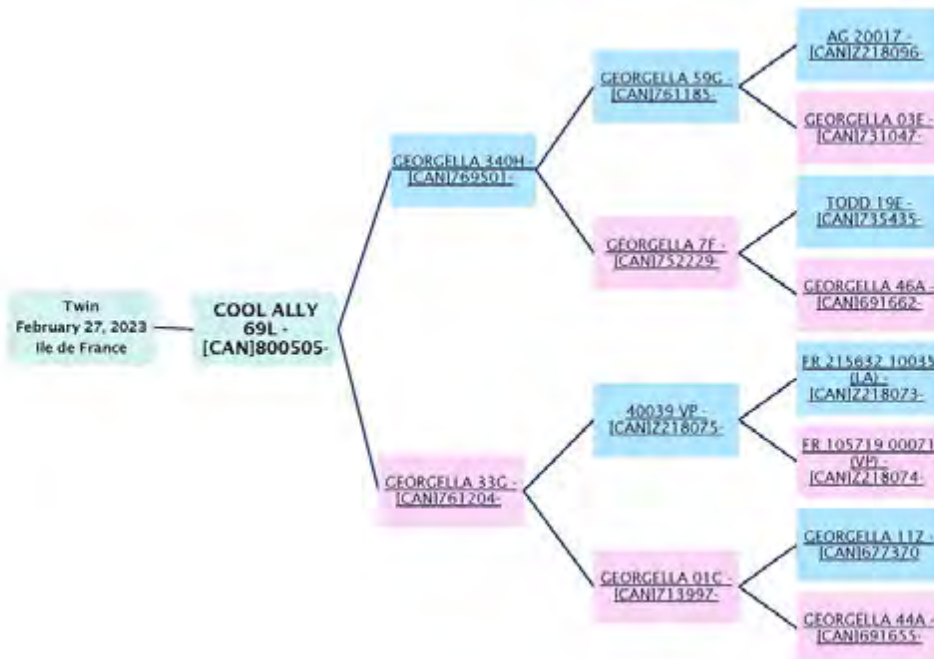 AG 20017 -
[CAN]Z218096-
GEORGELLA 59G -
[CAN]761185-
GEORGELLA 03E -
[CAN]731047-
GEORGELLA 340H -
[CAN]769501-
TODD 19E -
[CAN]735435-
GEORGELLA 7F -
[CAN]752229-
GEORGELLA 46A -
[CAN]691662-
Twin
February 27, 2023
Ile de France
COOL ALLY
69L -
[CAN]800505-
FR 215632 10035
(LA) -
[CAN]Z218073-
40039 VP -
[CAN]Z218075-
FR 105719 00071
(VP) -
[CAN]Z218074-
GEORGELLA 33G -
[CAN]761204-
GEORGELLA 11Z -
[CAN]677370
GEORGELLA 01C -
[CAN]713997-
GEORGELLA 44A -
[CAN]691655-